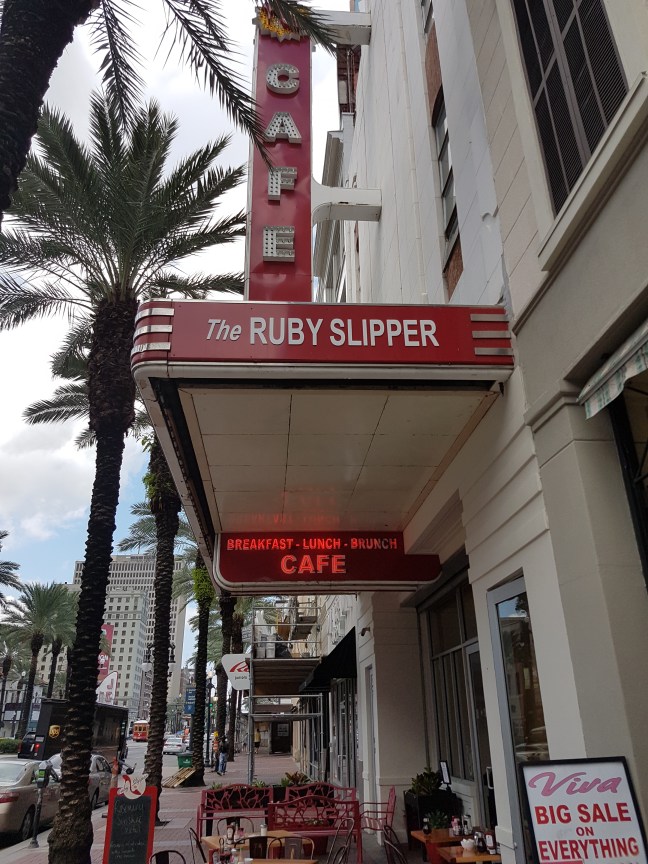 CAFE
The RUBY SLIPPER
BREAKFAST - LUNCH - BRUNCH
CAFE
Viva
BIG SALE
ON
EVERYTHING